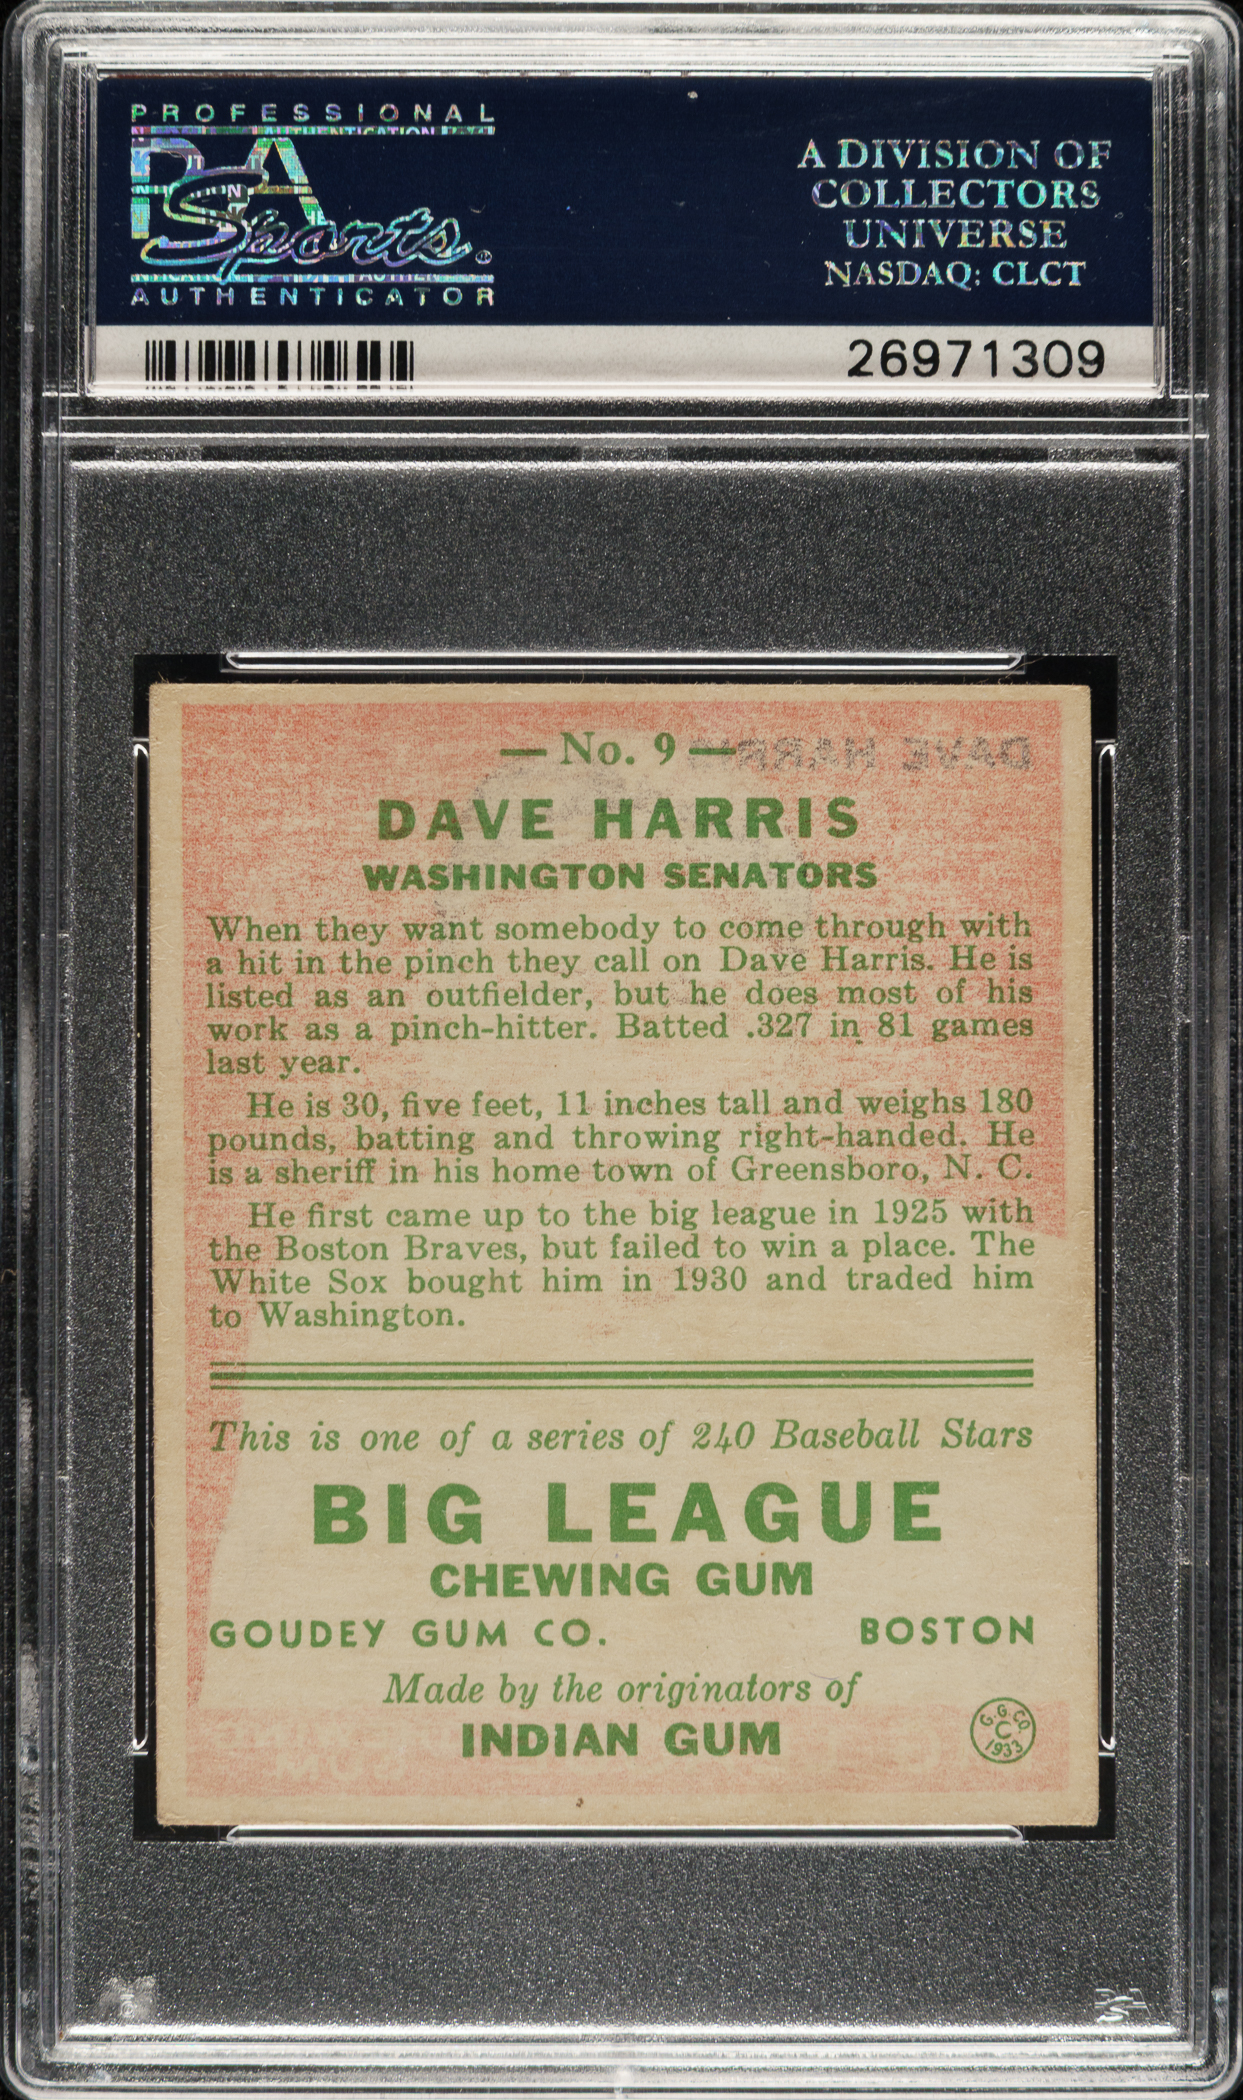 PROFESSIONAL
PSA
Sports
AUTHENTICATOR
A DIVISION OF
COLLECTORS
UNIVERSE
NASDAQ: CLCT
26971309
— No. 9 —
DAVE HARRIS
DAVE HARRIS
WASHINGTON SENATORS
When they want somebody to come through with
a hit in the pinch they call on Dave Harris. He is
listed as an outfielder, but he does most of his
work as a pinch-hitter. Batted .327 in 81 games
last year.
He is 30, five feet, 11 inches tall and weighs 180
pounds, batting and throwing right-handed. He
is a sheriff in his home town of Greensboro, N. C.
He first came up to the big league in 1925 with
the Boston Braves, but failed to win a place. The
White Sox bought him in 1930 and traded him
to Washington.
This is one of a series of 240 Baseball Stars
BIG LEAGUE
CHEWING GUM
GOUDEY GUM CO. BOSTON
Made by the originators of
INDIAN GUM
G. G. CO.
C
1933
PSA